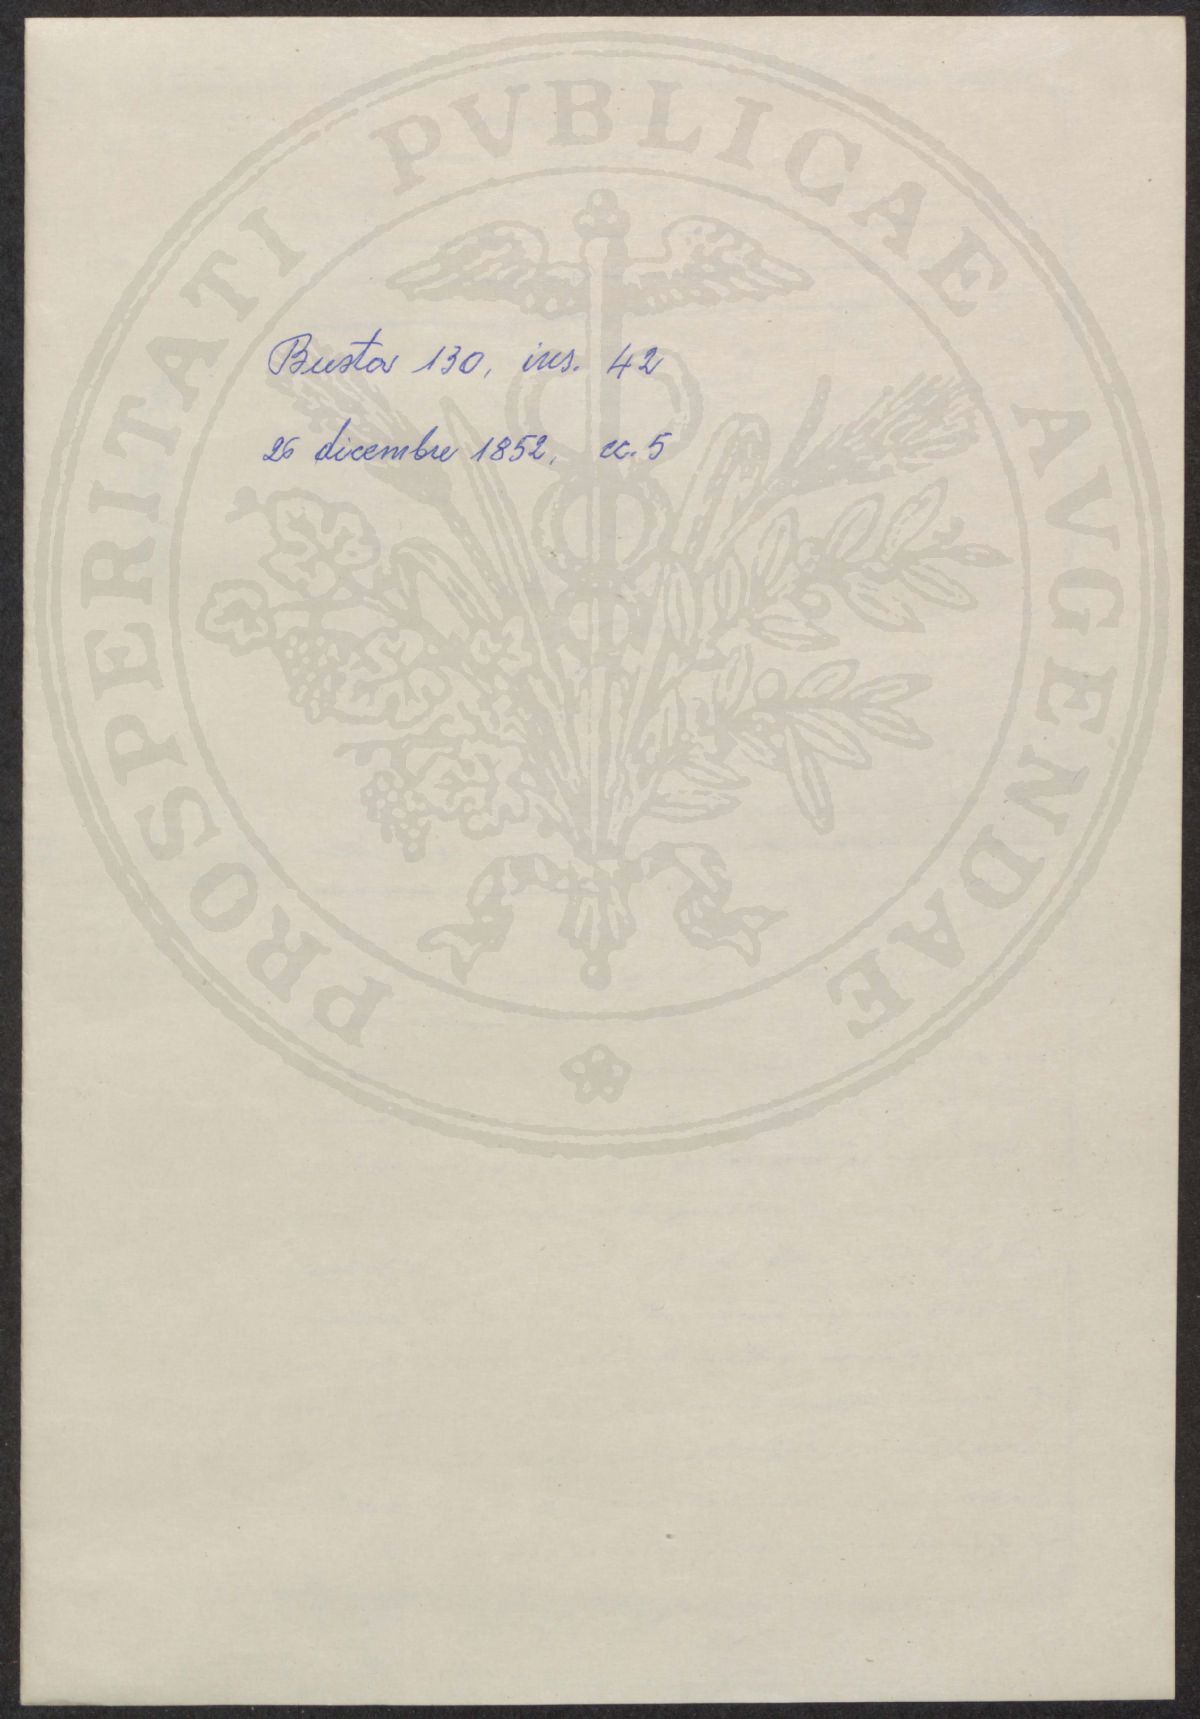 PROSPERITATI PVBLICAE AVGENDAE
Busta 130, ins. 42
26 dicembre 1852, cc. 5